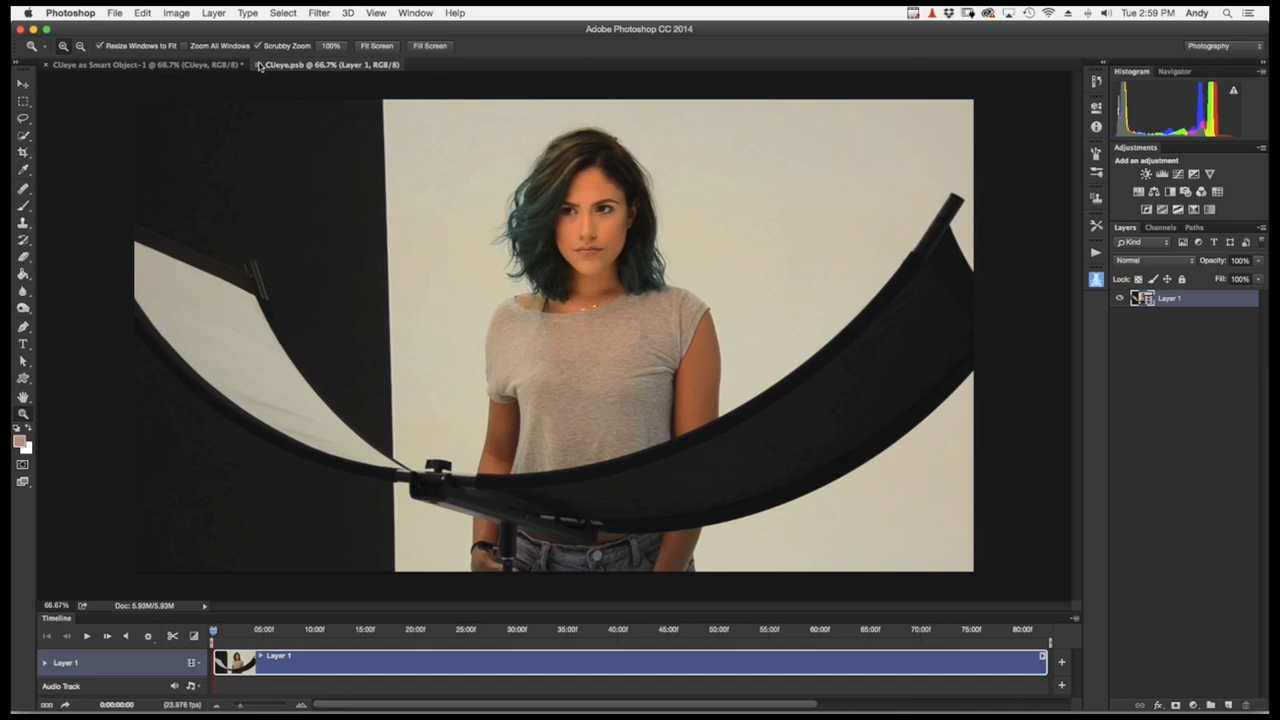 Photoshop File Edit Image Layer Type Select Filter 3D View Window Help Tue 2:59 PM Andy
Adobe Photoshop CC 2014
Resize Windows to Fit Zoom All Windows Scrubby Zoom 100% Fit Screen Fill Screen Photography
CUeye as Smart Object-1 @ 66.7% (CUeye, RGB/8) * CUeye.psb @ 66.7% (Layer 1, RGB/8)
Histogram Navigator
Adjustments
Add an adjustment
Layers Channels Paths
Kind
Normal Opacity: 100%
Lock: Fill: 100%
Layer 1
66.67% Doc: 5.93M/5.93M
Timeline
05:00f 10:00f 15:00f 20:00f 25:00f 30:00f 35:00f 40:00f 45:00f 50:00f 55:00f 60:00f 65:00f 70:00f 75:00f 80:00f
Layer 1 Layer 1
Audio Track
0:00:00:00 (23.976 fps)